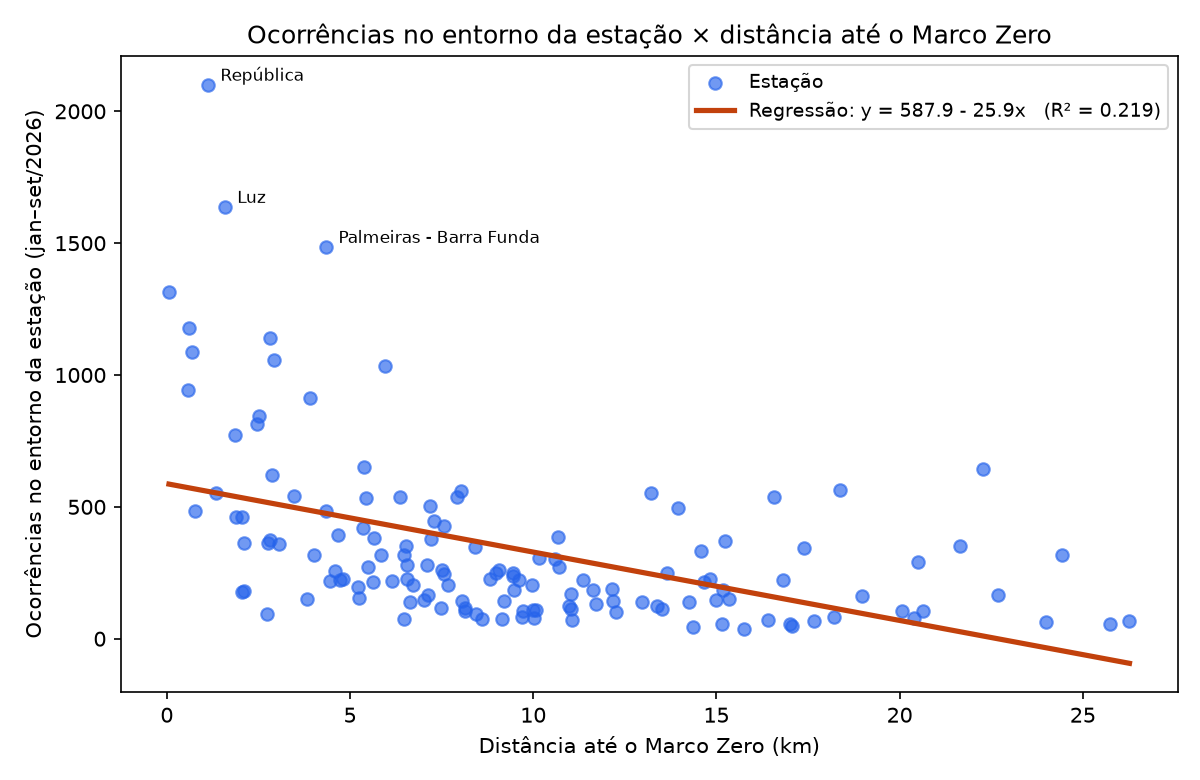 Ocorrências no entorno da estação × distância até o Marco Zero
Ocorrências no entorno da estação (jan–set/2026)
2000
1500
1000
500
0
República
Luz
Palmeiras - Barra Funda
Estação
Regressão: y = 587.9 - 25.9x (R² = 0.219)
0 5 10 15 20 25
Distância até o Marco Zero (km)